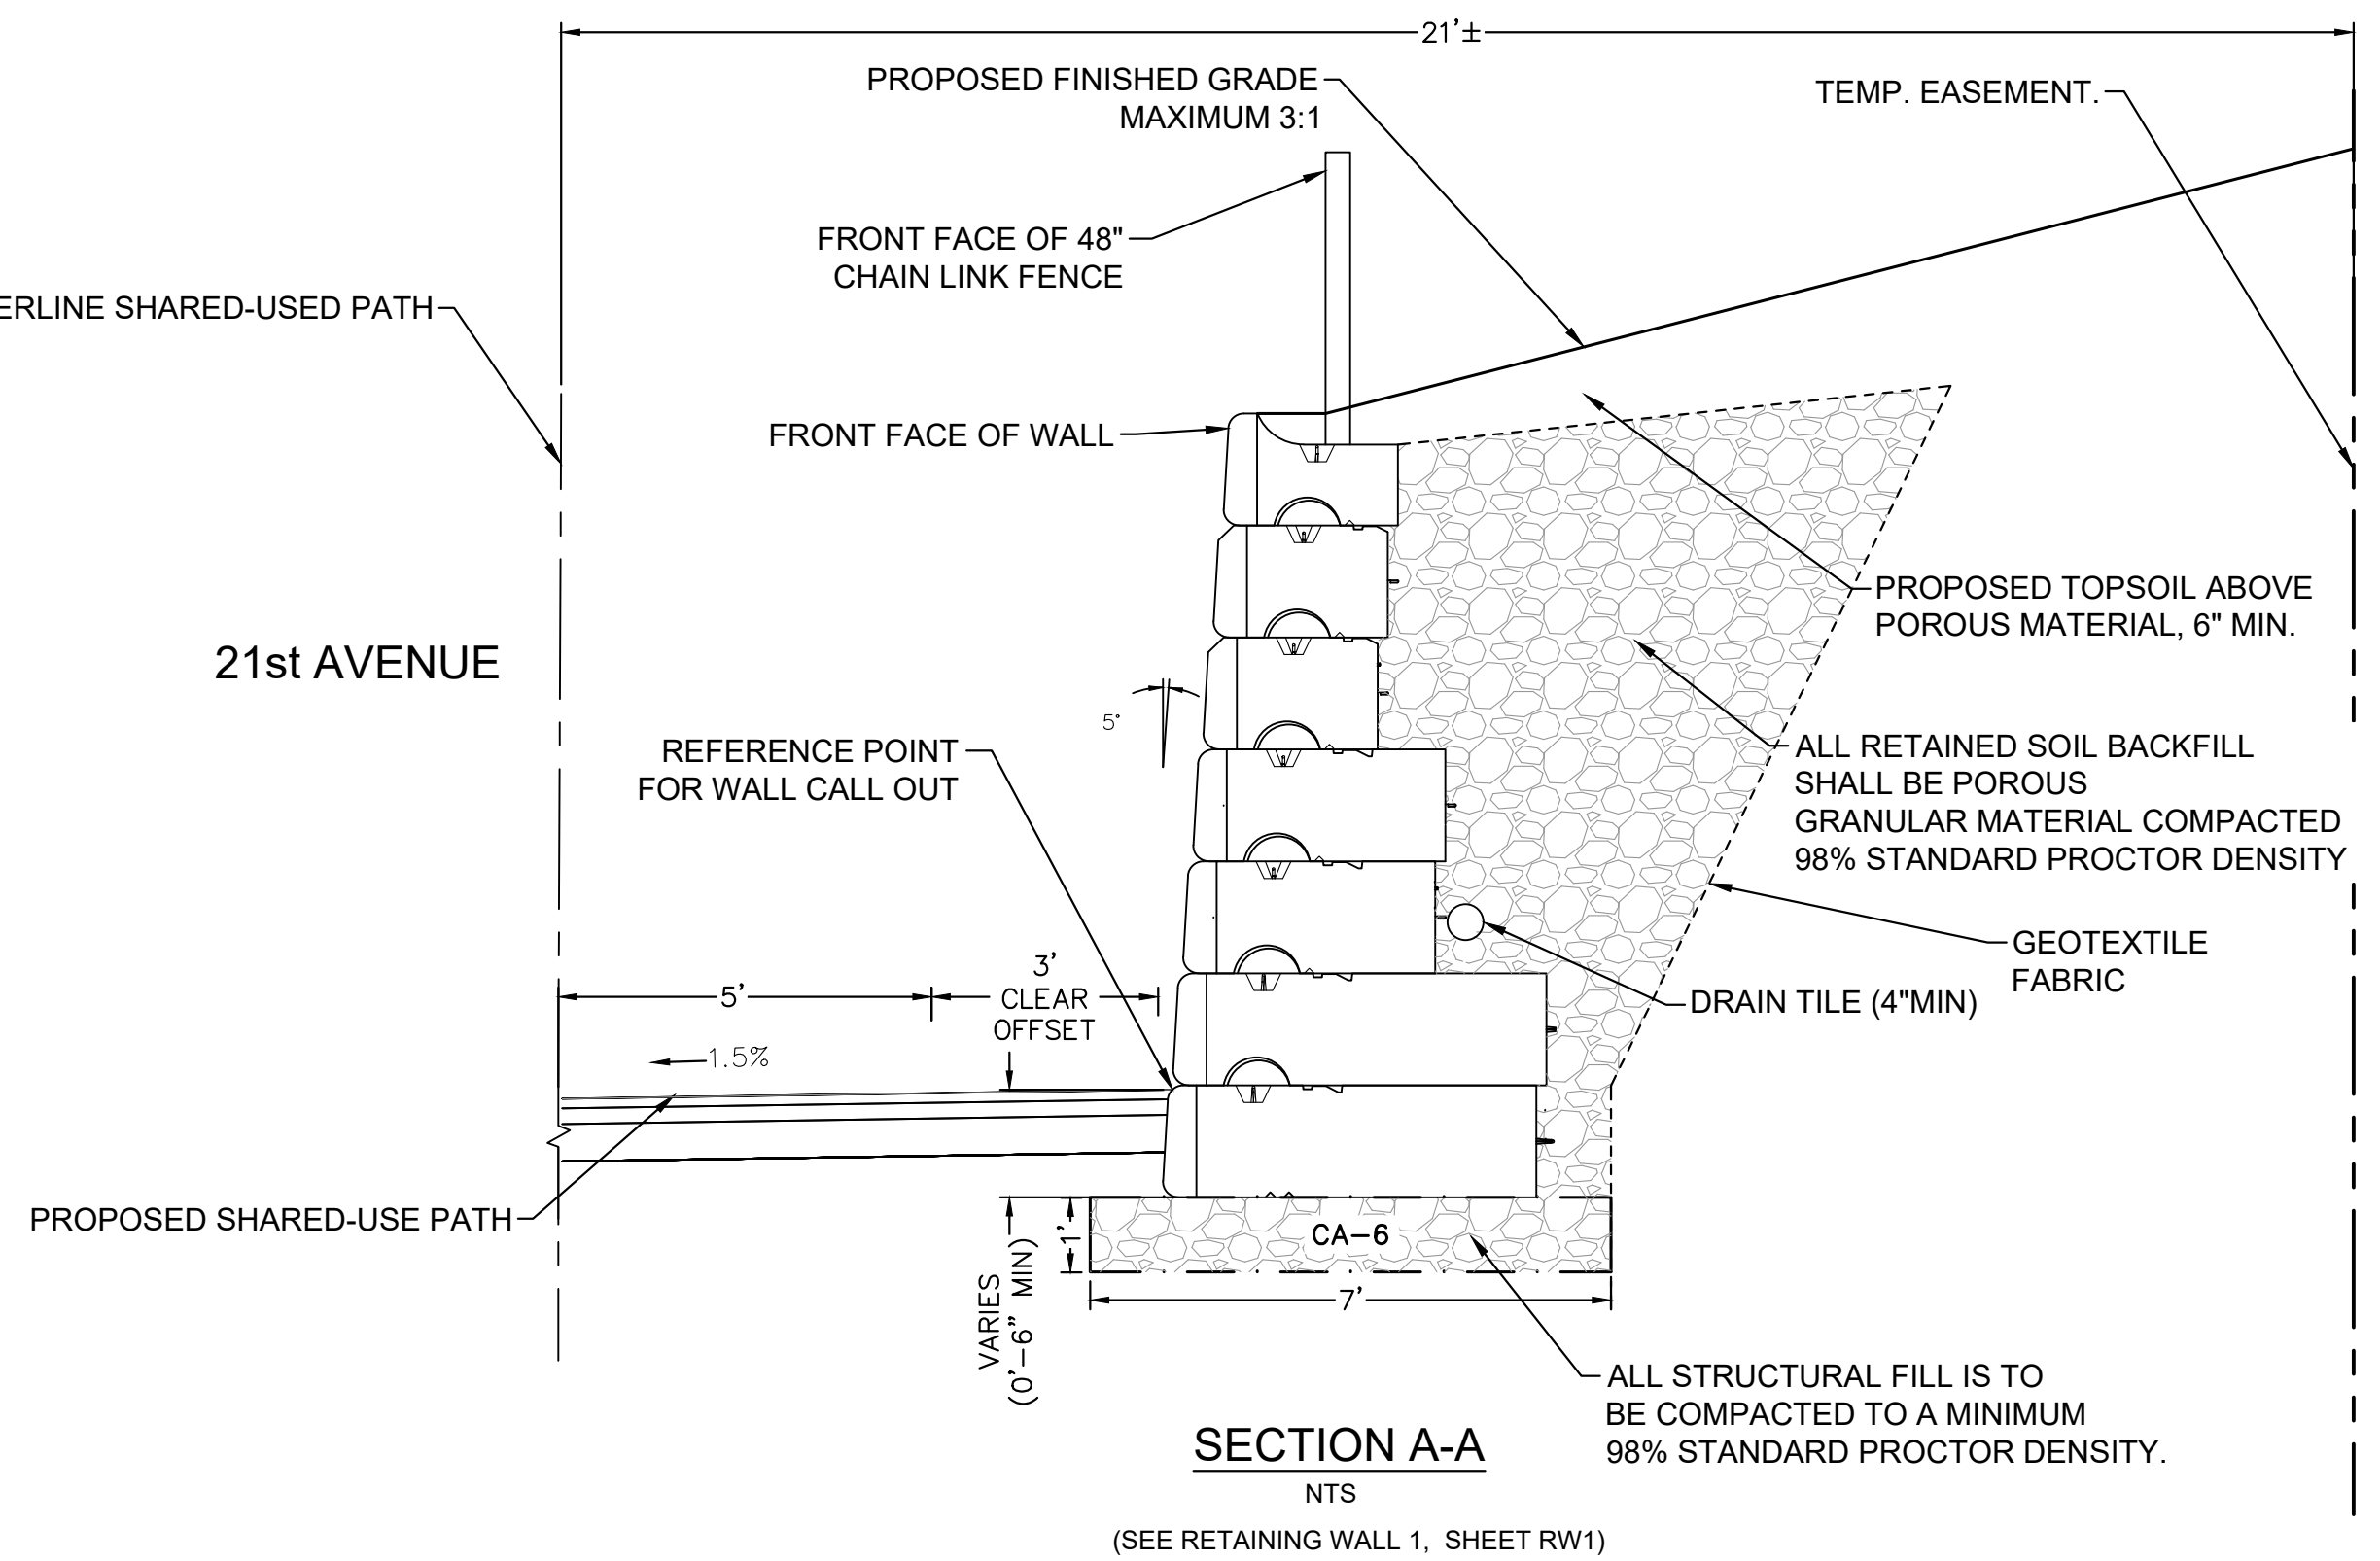 21'±
PROPOSED FINISHED GRADE
MAXIMUM 3:1
TEMP. EASEMENT.
FRONT FACE OF 48"
CHAIN LINK FENCE
ERLINE SHARED-USED PATH
FRONT FACE OF WALL
PROPOSED TOPSOIL ABOVE
POROUS MATERIAL, 6" MIN.
21st AVENUE
5°
REFERENCE POINT
FOR WALL CALL OUT
ALL RETAINED SOIL BACKFILL
SHALL BE POROUS
GRANULAR MATERIAL COMPACTED
98% STANDARD PROCTOR DENSITY
GEOTEXTILE
FABRIC
5'
3'
CLEAR
OFFSET
DRAIN TILE (4"MIN)
1.5%
PROPOSED SHARED-USE PATH
1'
CA-6
VARIES
(0'-6" MIN)
7'
ALL STRUCTURAL FILL IS TO
BE COMPACTED TO A MINIMUM
98% STANDARD PROCTOR DENSITY.
SECTION A-A
NTS
(SEE RETAINING WALL 1, SHEET RW1)